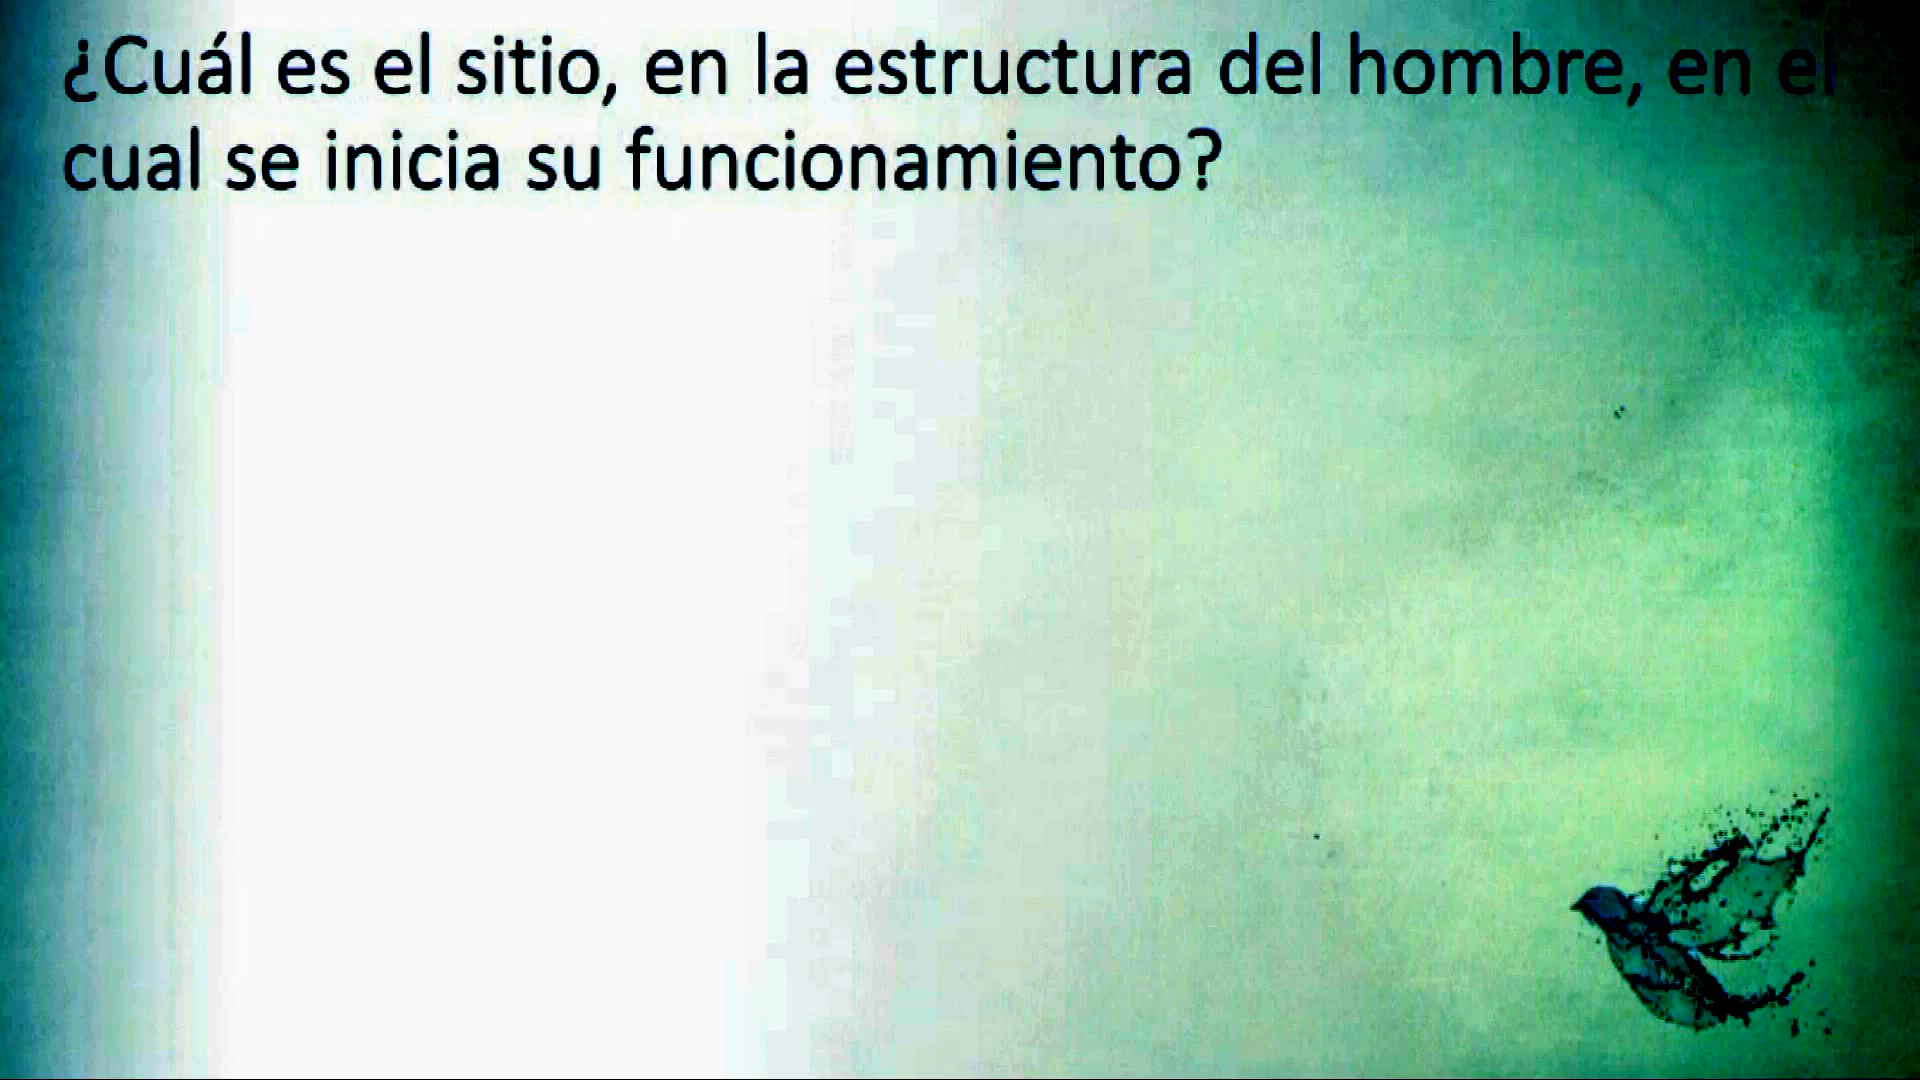 ¿Cuál es el sitio, en la estructura del hombre, en el
cual se inicia su funcionamiento?